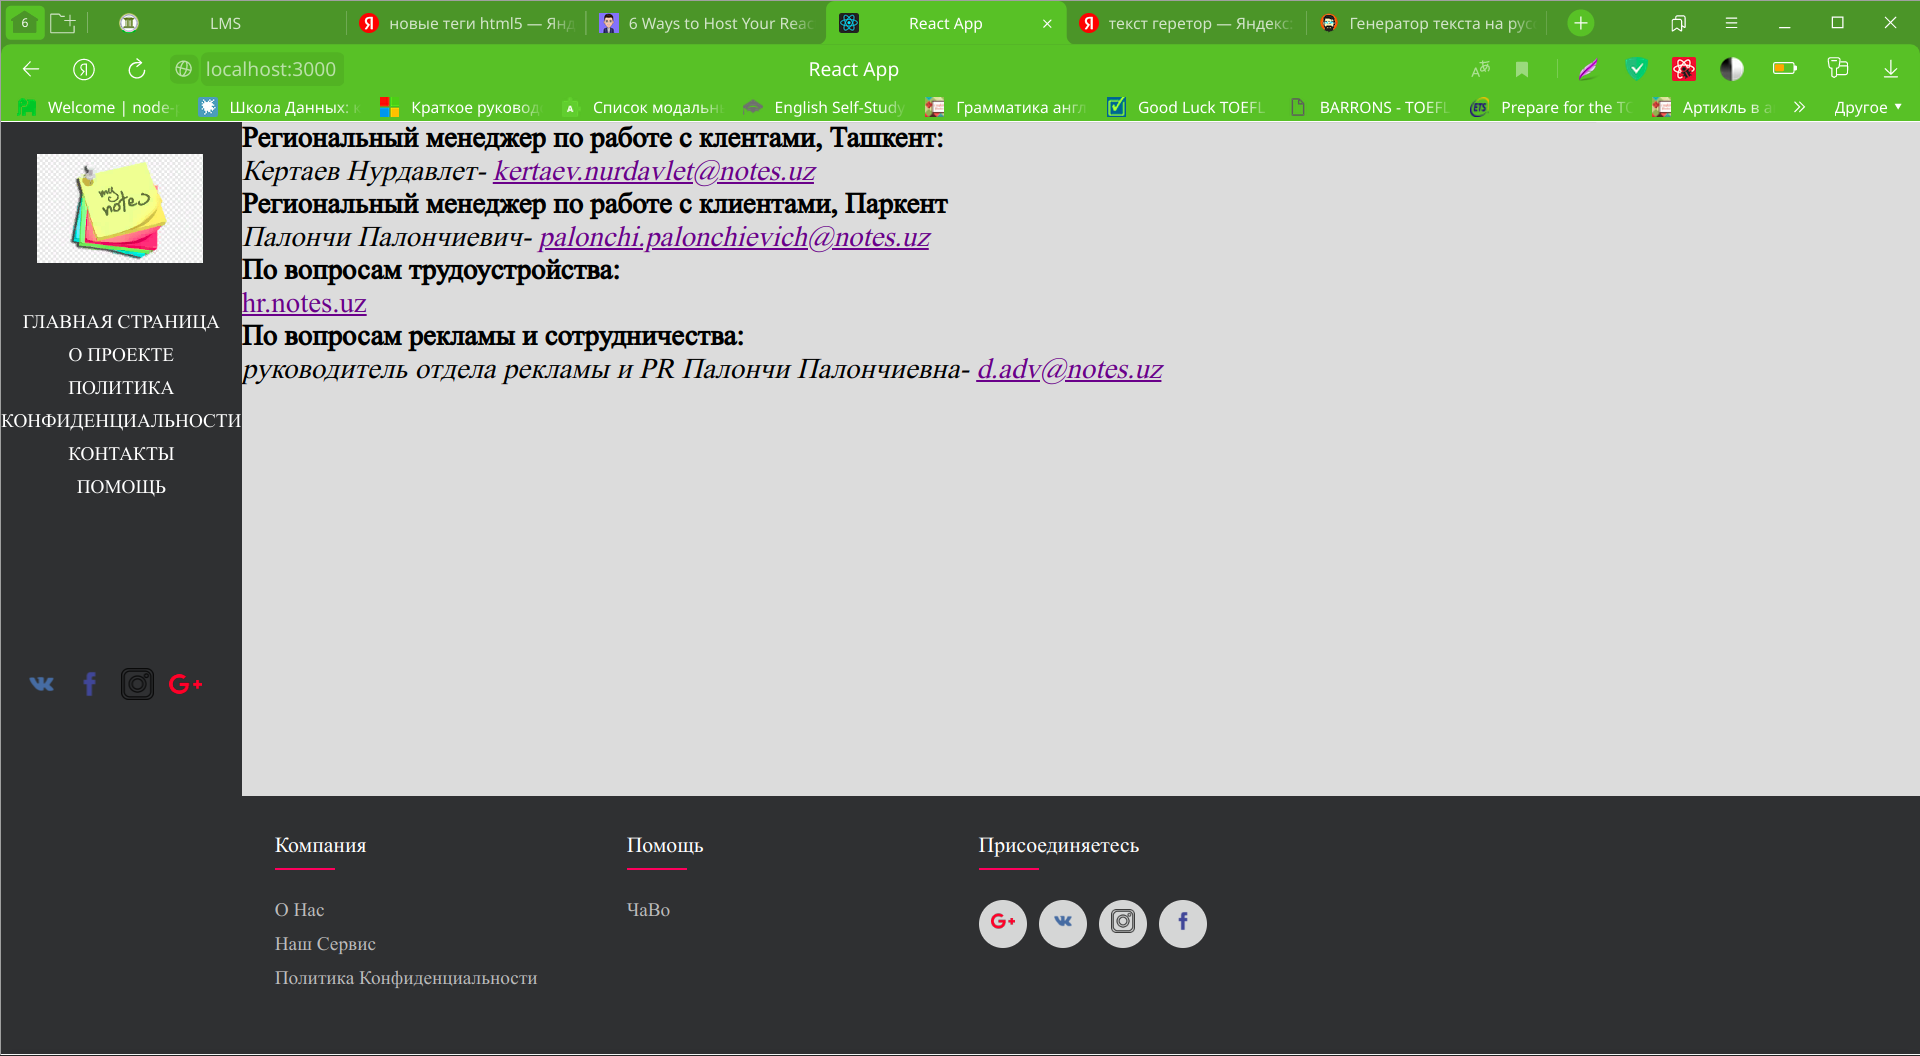 6
LMS
новые теги html5 — Янд
6 Ways to Host Your Reac
React App
текст геретор — Яндекс:
Генератор текста на рус
localhost:3000
React App
Welcome | node-
Школа Данных: к
Краткое руковод
Список модальн
English Self-Study
Грамматика англ
Good Luck TOEFL
BARRONS - TOEFL
Prepare for the TO
Артикль в а
Другое
my
notes
ГЛАВНАЯ СТРАНИЦА
О ПРОЕКТЕ
ПОЛИТИКА
КОНФИДЕНЦИАЛЬНОСТИ
КОНТАКТЫ
ПОМОЩЬ
Региональный менеджер по работе с клентами, Ташкент:
Кертаев Нурдавлет- kertaev.nurdavlet@notes.uz
Региональный менеджер по работе с клиентами, Паркент
Палончи Палончиевич- palonchi.palonchievich@notes.uz
По вопросам трудоустройства:
hr.notes.uz
По вопросам рекламы и сотрудничества:
руководитель отдела рекламы и PR Палончи Палончиевна- d.adv@notes.uz
Компания
О Нас
Наш Сервис
Политика Конфиденциальности
Помощь
ЧаВо
Присоединяетесь